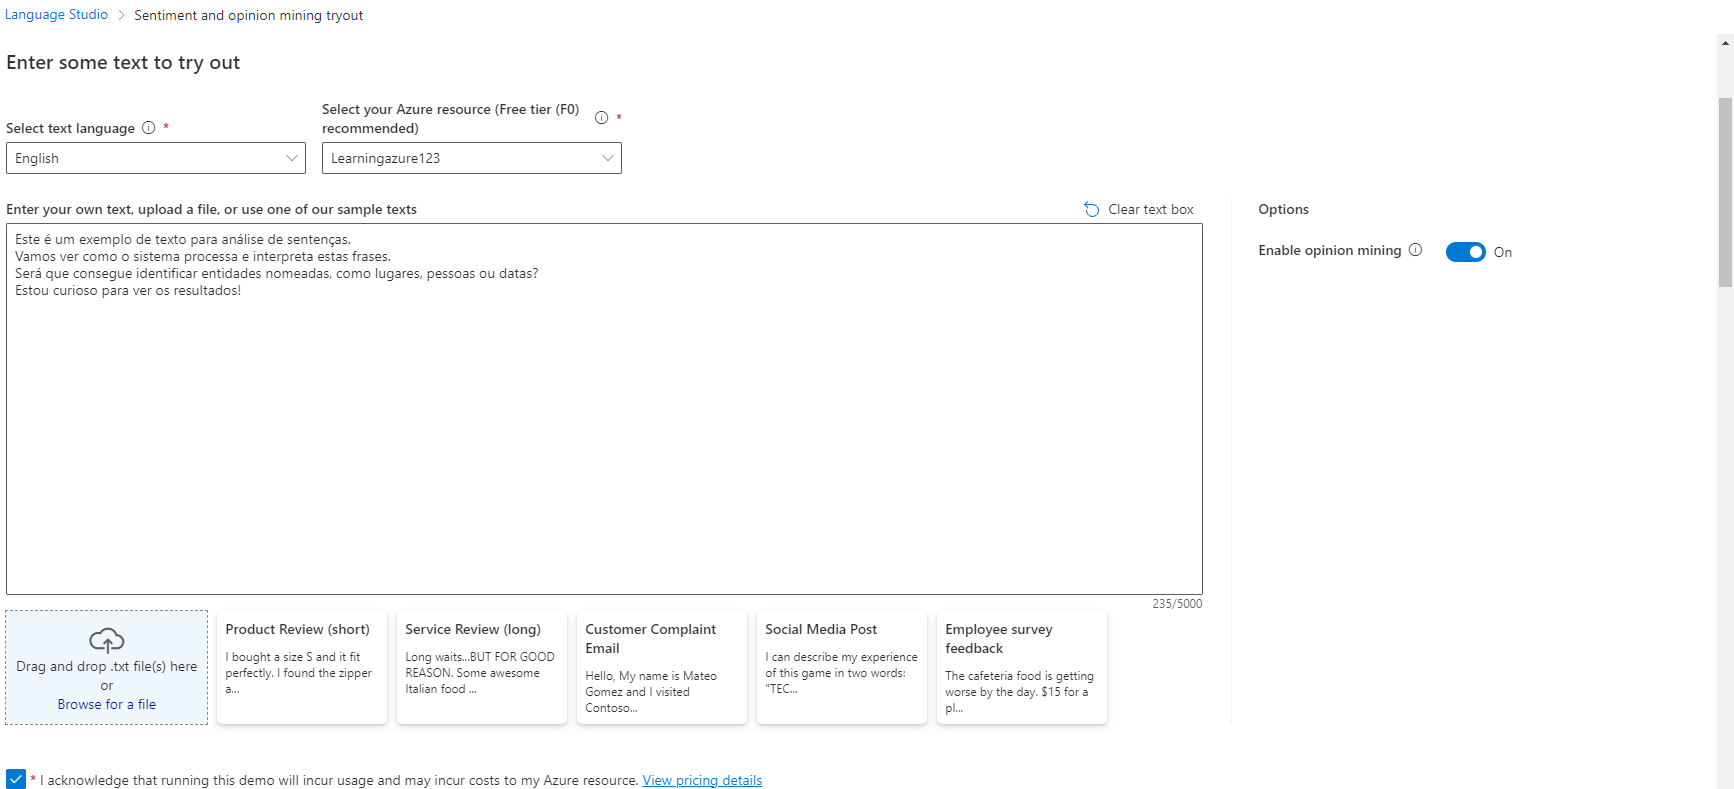 Language Studio > Sentiment and opinion mining tryout
Enter some text to try out
Select text language *
Select your Azure resource (Free tier (F0)
recommended) *
English
Learningazure123
Enter your own text, upload a file, or use one of our sample texts
Clear text box
Este é um exemplo de texto para análise de sentenças.
Vamos ver como o sistema processa e interpreta estas frases.
Será que consegue identificar entidades nomeadas, como lugares, pessoas ou datas?
Estou curioso para ver os resultados!
235/5000
Options
Enable opinion mining
On
Drag and drop .txt file(s) here
or
Browse for a file
Product Review (short)
I bought a size S and it fit
perfectly. I found the zipper
a...
Service Review (long)
Long waits...BUT FOR GOOD
REASON. Some awesome
Italian food ...
Customer Complaint
Email
Hello, My name is Mateo
Gomez and I visited
Contoso...
Social Media Post
I can describe my experience
of this game in two words:
"TEC...
Employee survey
feedback
The cafeteria food is getting
worse by the day. $15 for a
pl...
* I acknowledge that running this demo will incur usage and may incur costs to my Azure resource. View pricing details